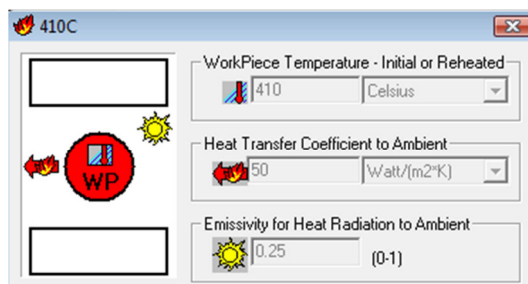 410C
WorkPiece Temperature - Initial or Reheated
410 Celsius
Heat Transfer Coefficient to Ambient
50 Watt/(m2*K)
WP
Emissivity for Heat Radiation to Ambient
0.25 (0-1)